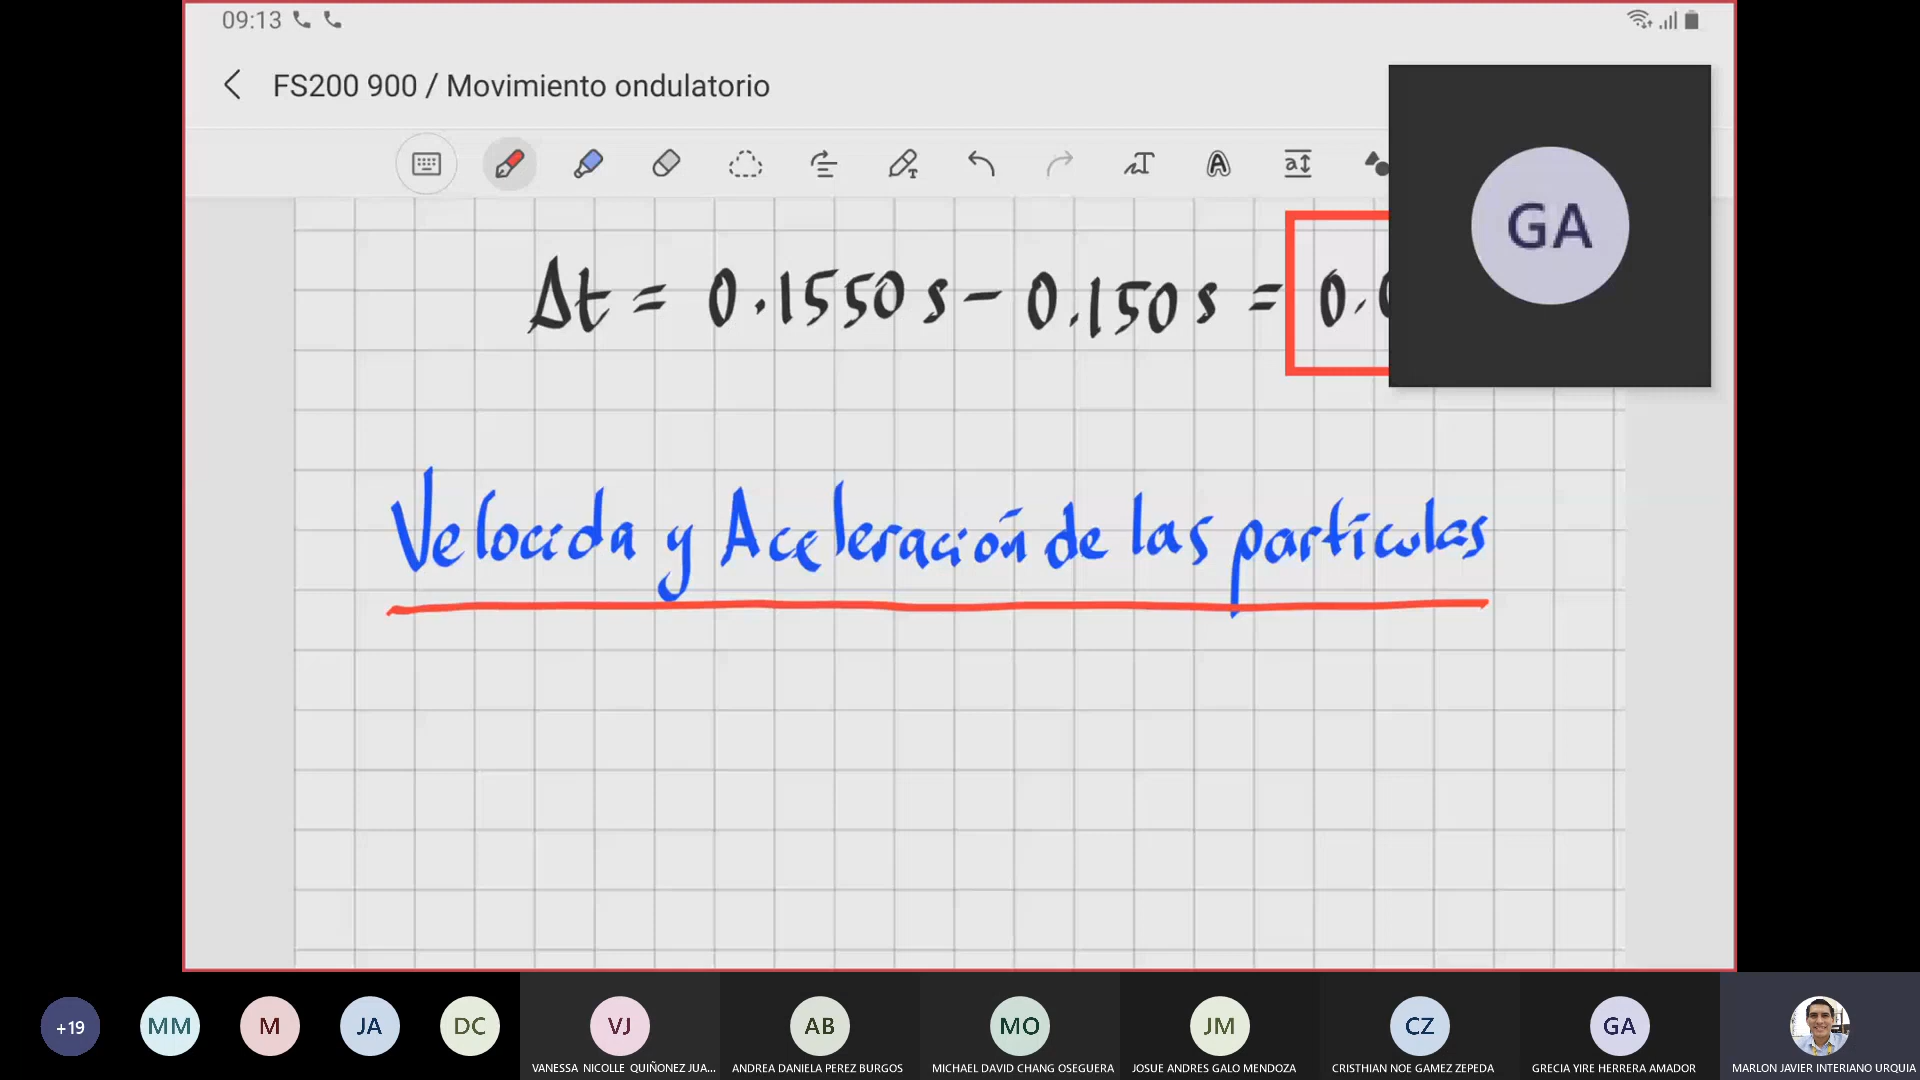 09:13
FS200 900 / Movimiento ondulatorio
GA
Δt = 0.1550 s - 0.150 s = 0.0
Velocida y Aceleración de las partículas
+19
MM
M
JA
DC
VJ
AB
MO
JM
CZ
GA
VANESSA NICOLLE QUIÑONEZ JUA...
ANDREA DANIELA PEREZ BURGOS
MICHAEL DAVID CHANG OSEGUERA
JOSUE ANDRES GALO MENDOZA
CRISTHIAN NOE GAMEZ ZEPEDA
GRECIA YIRE HERRERA AMADOR
MARLON JAVIER INTERIANO URQUIA